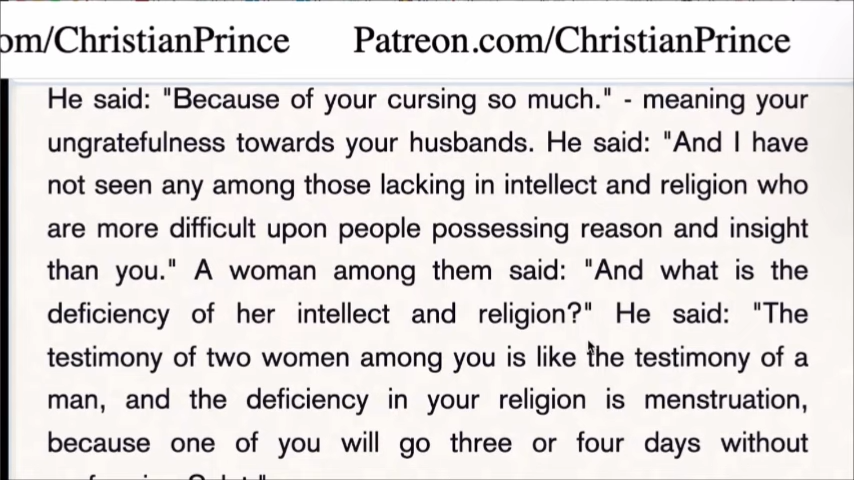 om/ChristianPrince Patreon.com/ChristianPrince
He said: "Because of your cursing so much." - meaning your
ungratefulness towards your husbands. He said: "And I have
not seen any among those lacking in intellect and religion who
are more difficult upon people possessing reason and insight
than you." A woman among them said: "And what is the
deficiency of her intellect and religion?" He said: "The
testimony of two women among you is like the testimony of a
man, and the deficiency in your religion is menstruation,
because one of you will go three or four days without